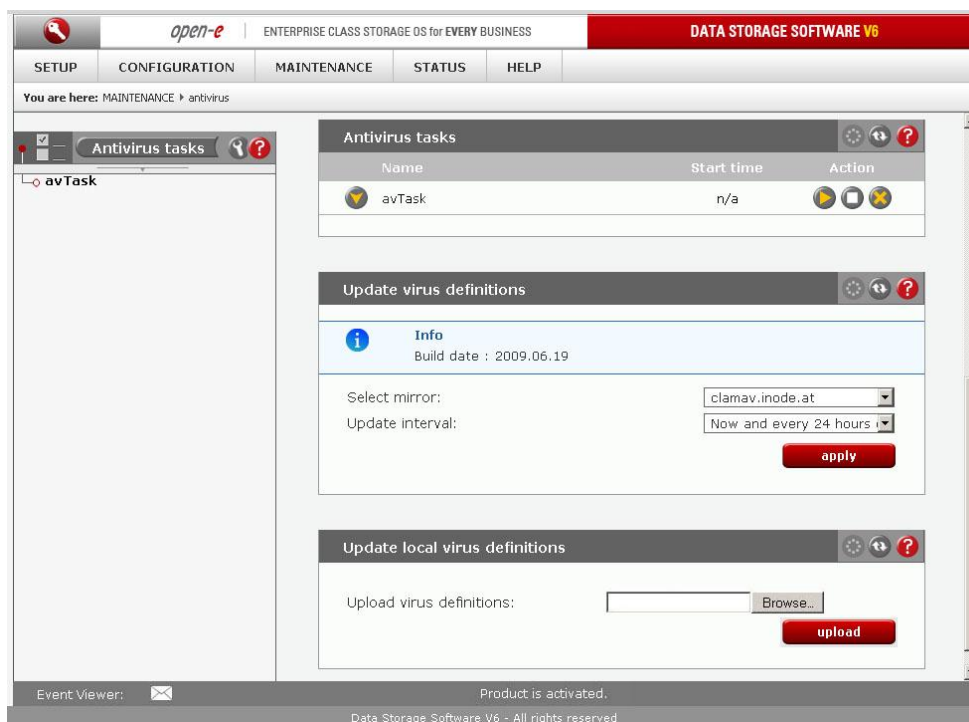 open-e ENTERPRISE CLASS STORAGE OS for EVERY BUSINESS DATA STORAGE SOFTWARE V6
SETUP CONFIGURATION MAINTENANCE STATUS HELP
You are here: MAINTENANCE antivirus
Antivirus tasks
avTask
Antivirus tasks
Name Start time Action
avTask n/a
Update virus definitions
Info
Build date : 2009.06.19
Select mirror: clamav.inode.at
Update interval: Now and every 24 hours
apply
Update local virus definitions
Upload virus definitions: Browse...
upload
Event Viewer: Product is activated.
Data Storage Software V6 - All rights reserved